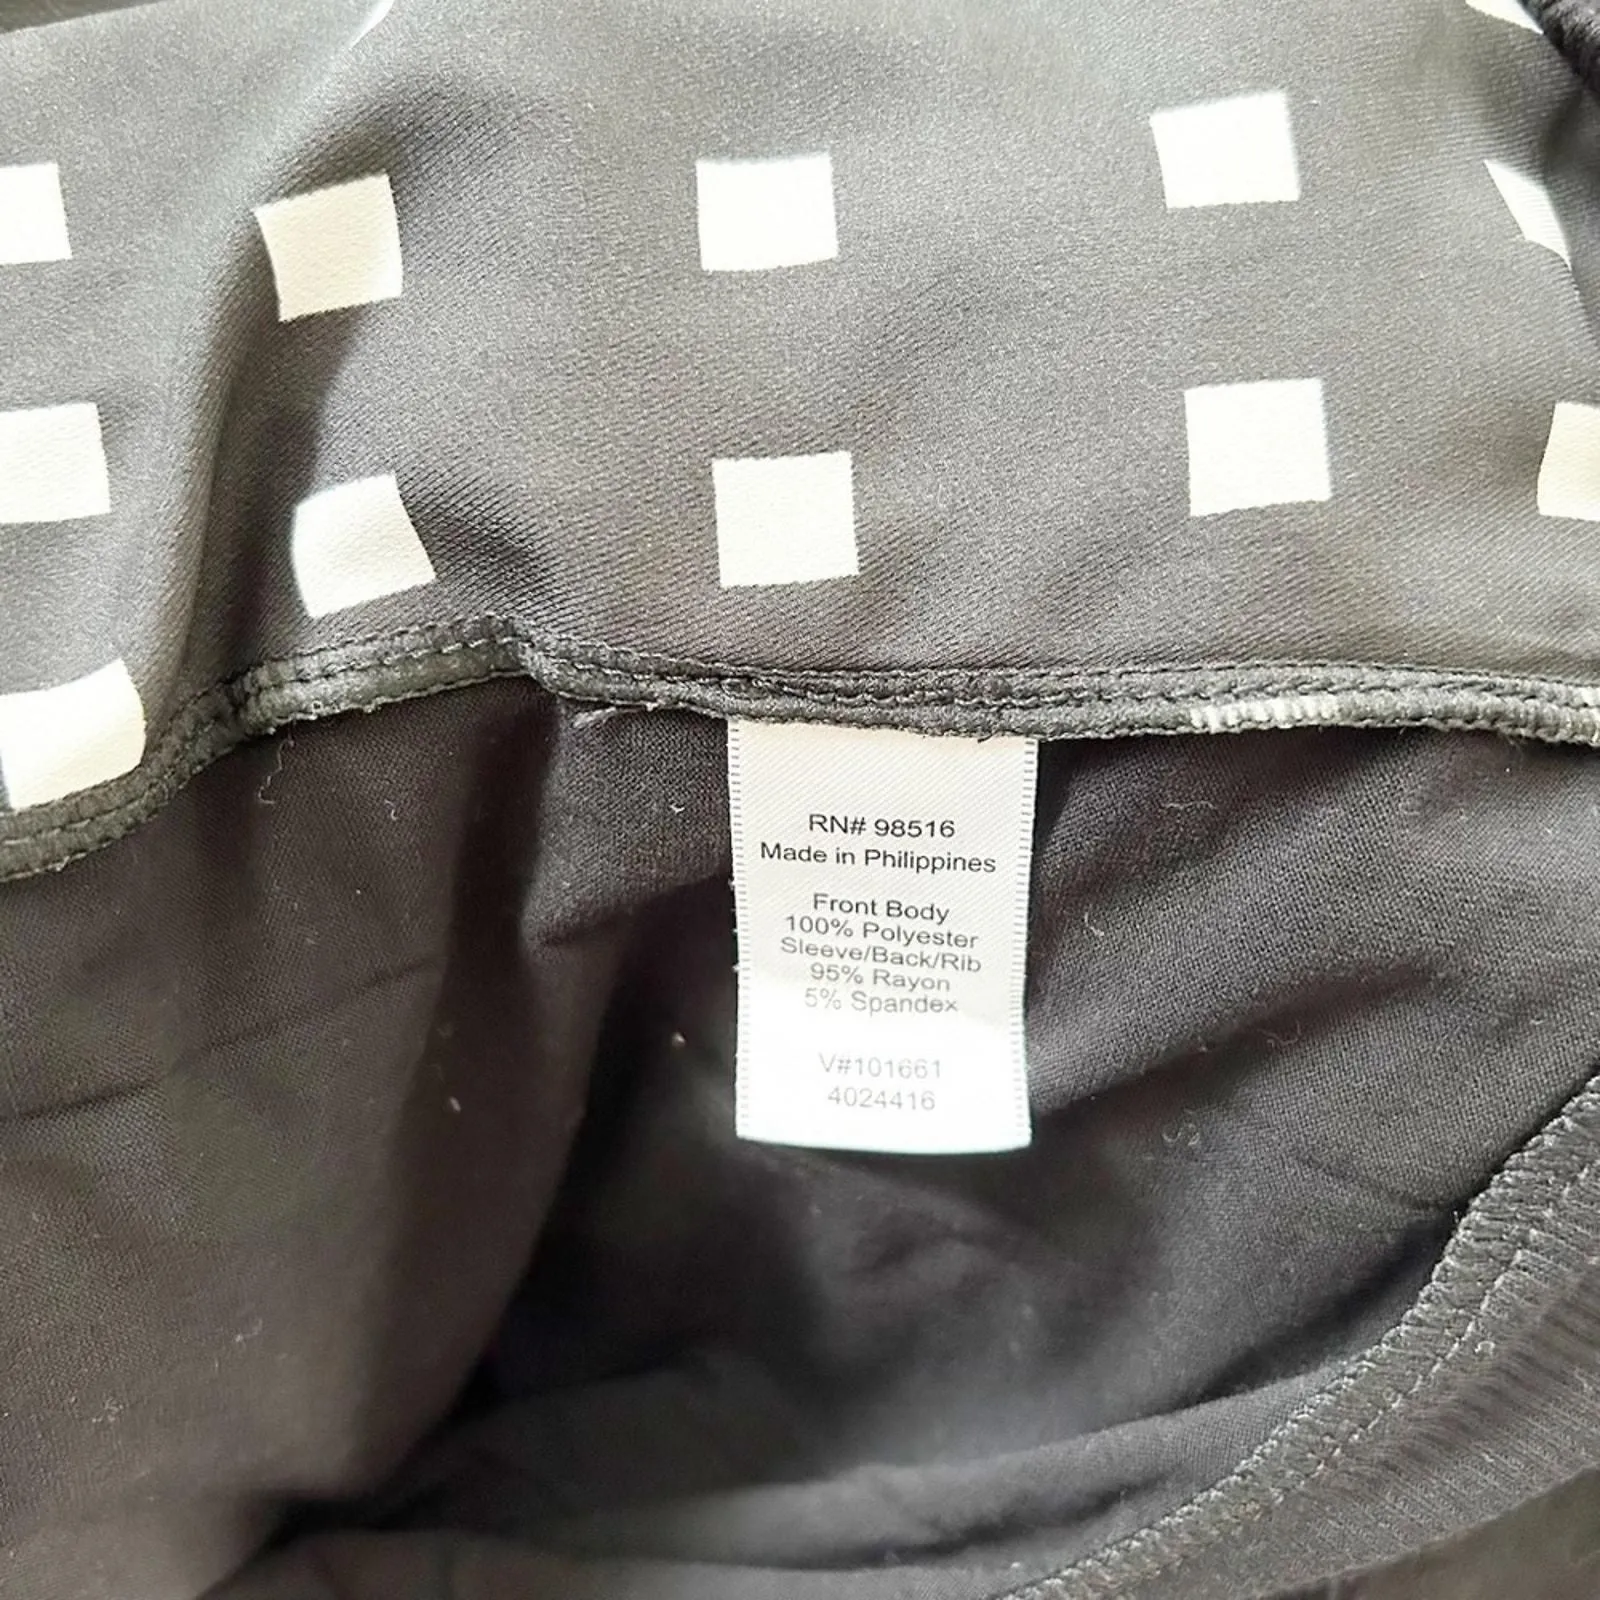 RN# 98516
Made in Philippines
Front Body
100% Polyester
Sleeve/Back/Rib
95% Rayon
5% Spandex
V#101661
4024416